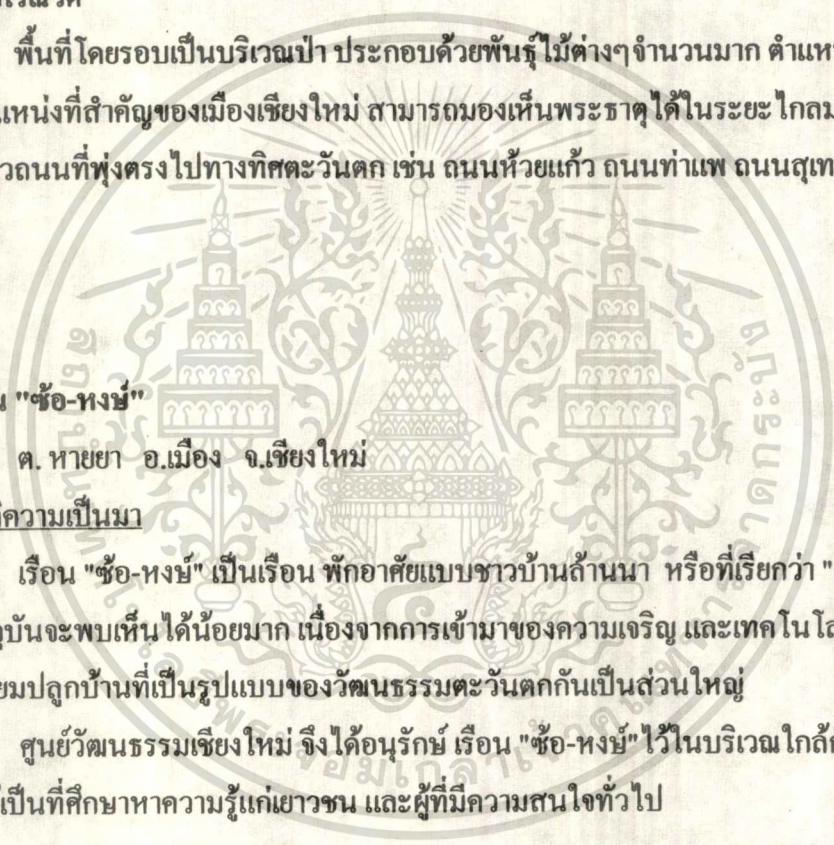 พื้นที่โดยรอบเป็นบริเวณป่า ประกอบด้วยพันธุ์ไม้ต่างๆจำนวนมาก
แหน่งที่สำคัญของเมืองเชียงใหม่ สามารถมองเห็นพระธาตุได้ในระยะไกล
วถนนที่พุ่งตรงไปทางทิศตะวันตก เช่น ถนนห้วยแก้ว ถนนท่าแพ ถนนสุเทพ
"ซ้อ-หงษ์"
ต. หายยา อ.เมือง จ.เชียงใหม่
ความเป็นมา
เรือน "ซ้อ-หงษ์" เป็นเรือน พักอาศัยแบบชาวบ้านล้านนา หรือที่เรียกว่า "
จุบันจะพบเห็นได้น้อยมาก เนื่องจากการเข้ามาของความเจริญ และเทคโนโล
ยมปลูกบ้านที่เป็นรูปแบบของวัฒนธรรมตะวันตกกันเป็นส่วนใหญ่
ศูนย์วัฒนธรรมเชียงใหม่ จึงได้อนุรักษ์ เรือน "ซ้อ-หงษ์" ไว้ในบริเวณใกล้
เป็นที่ศึกษาหาความรู้แก่เยาวชน และผู้ที่มีความสนใจทั่วไป